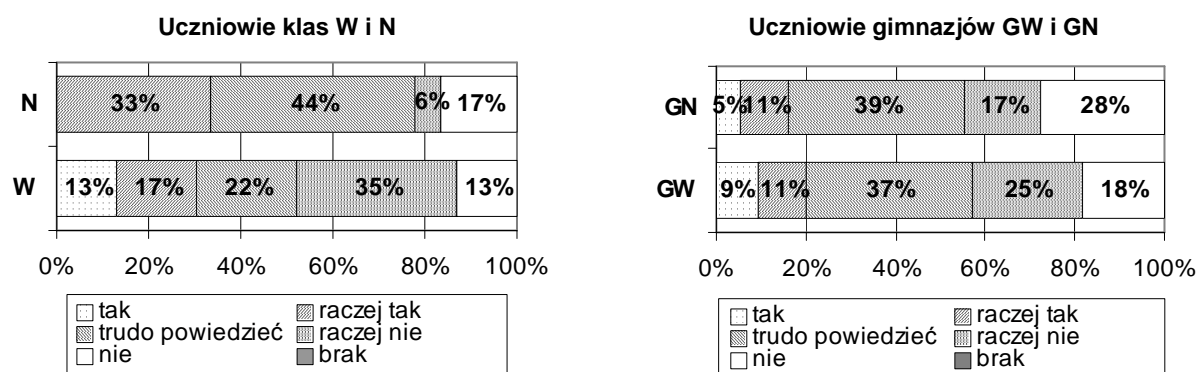 Uczniowie klas W i N
N 33% 44% 6% 17%
W 13% 17% 22% 35% 13%
0% 20% 40% 60% 80% 100%
tak raczej tak
trudo powiedzieć raczej nie
nie brak
Uczniowie gimnazjów GW i GN
GN 5% 11% 39% 17% 28%
GW 9% 11% 37% 25% 18%
0% 20% 40% 60% 80% 100%
tak raczej tak
trudo powiedzieć raczej nie
nie brak